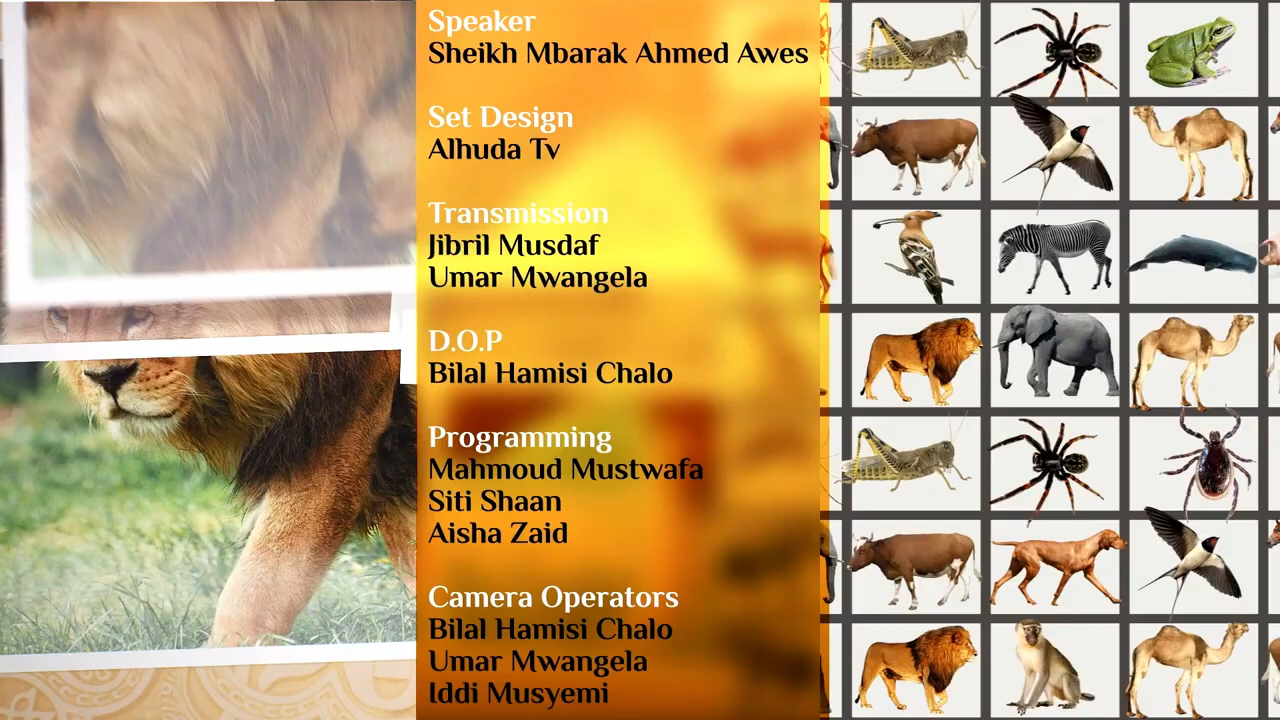 Speaker
Sheikh Mbarak Ahmed Awes
Set Design
Alhuda Tv
Transmission
Jibril Musdaf
Umar Mwangela
D.O.P
Bilal Hamisi Chalo
Programming
Mahmoud Mustwafa
Siti Shaan
Aisha Zaid
Camera Operators
Bilal Hamisi Chalo
Umar Mwangela
Iddi Musyemi